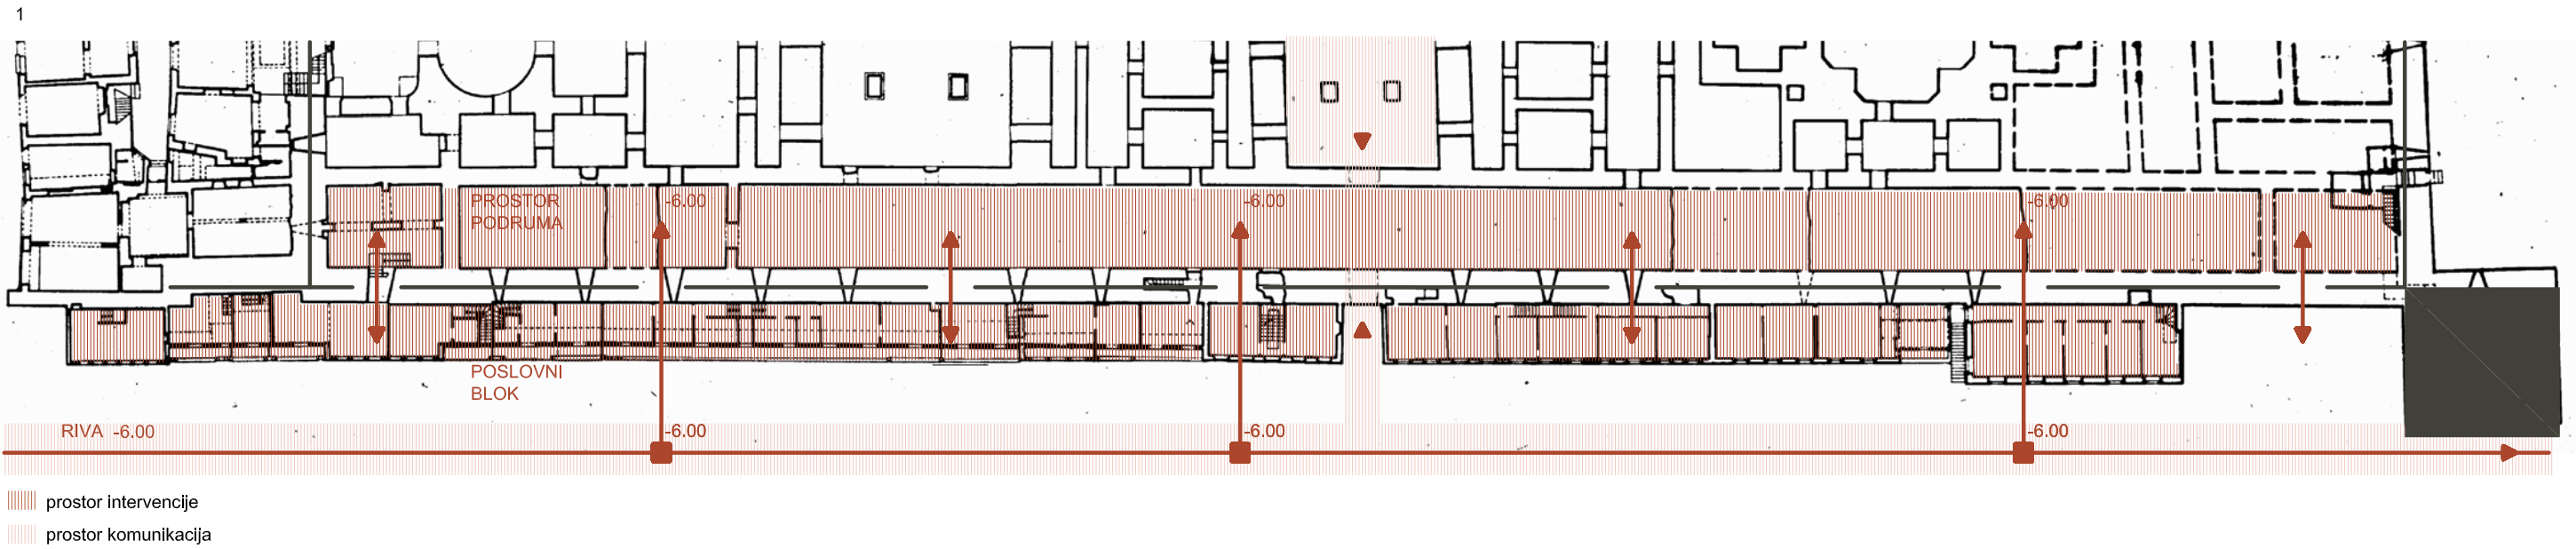 1
PROSTOR
PODRUMA
-6.00
-6.00
-6.00
POSLOVNI
BLOK
RIVA -6.00
-6.00
-6.00
-6.00
prostor intervencije
prostor komunikacija